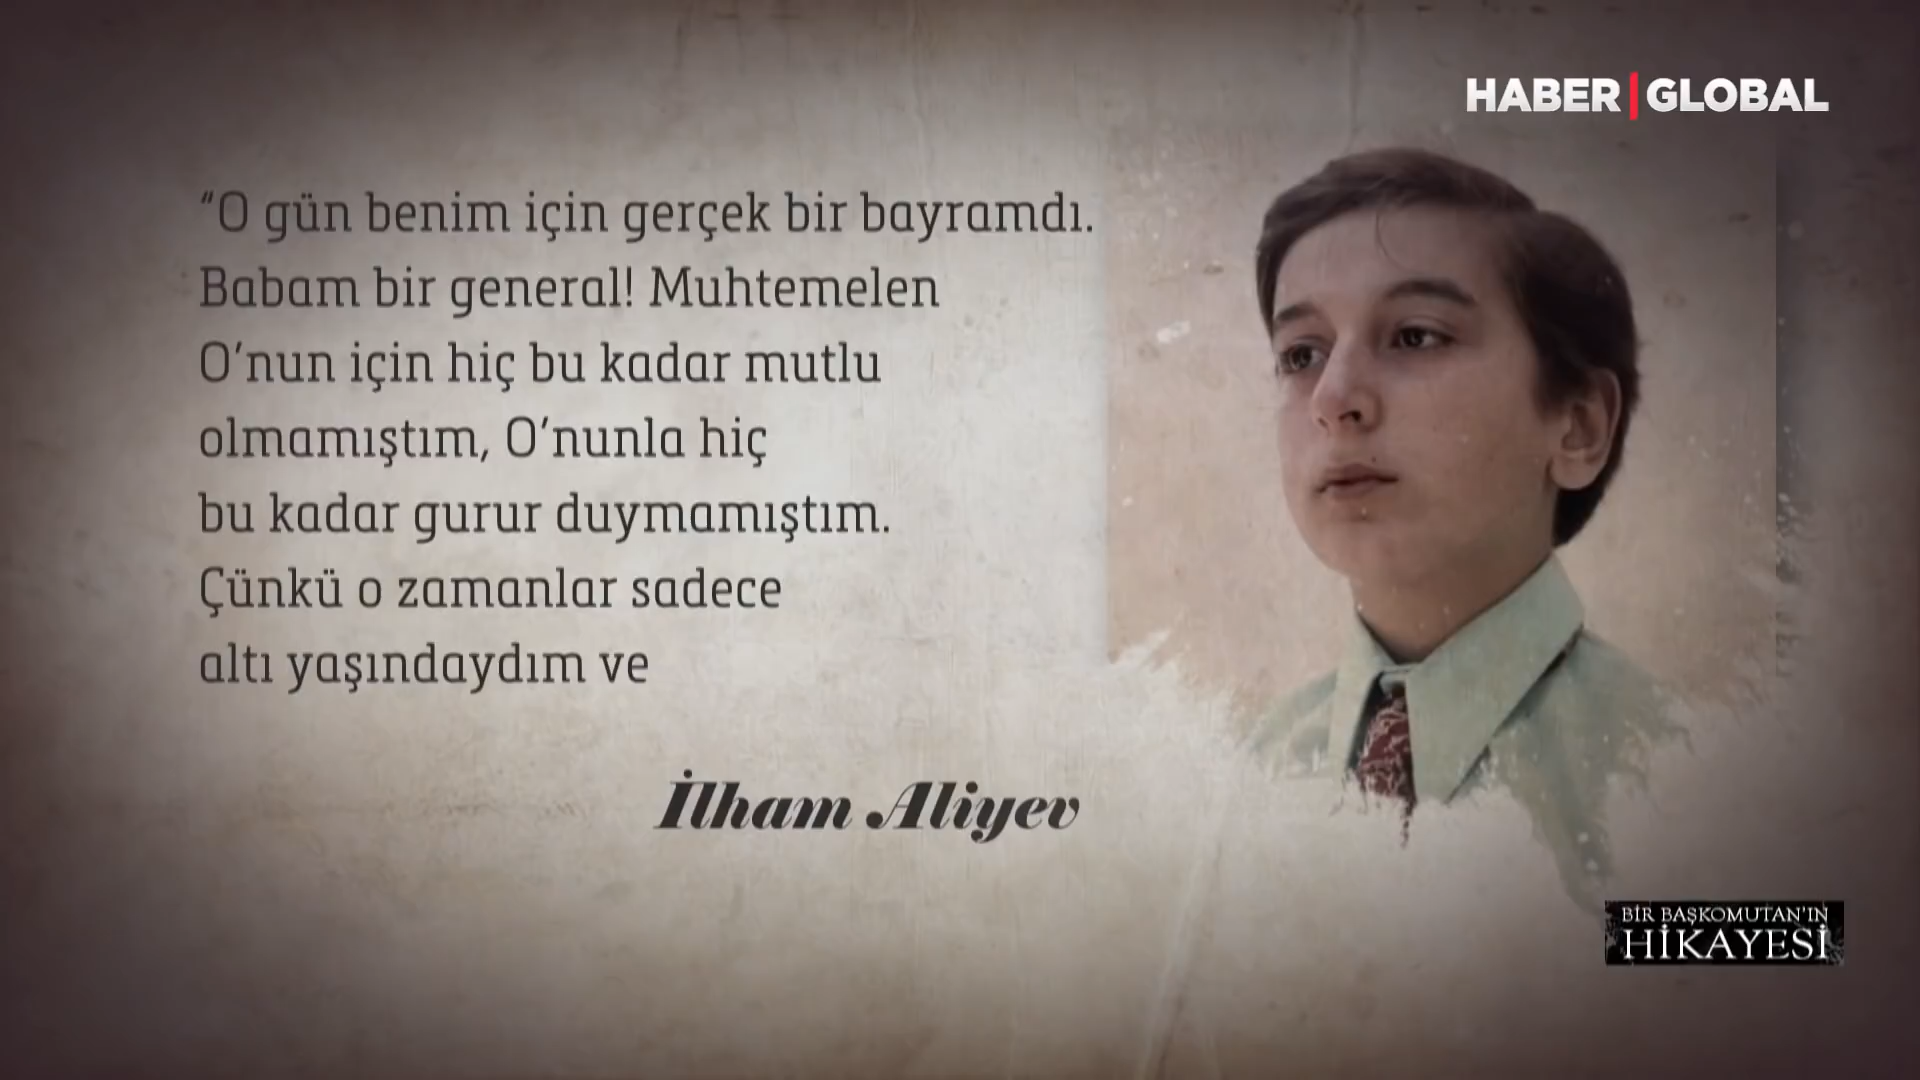 HABER GLOBAL
“O gün benim için gerçek bir bayramdı.
Babam bir general! Muhtemelen
O’nun için hiç bu kadar mutlu
olmamıştım, O’nunla hiç
bu kadar gurur duymamıştım.
Çünkü o zamanlar sadece
altı yaşındaydım ve
İlham Aliyev
BİR BAŞKOMUTAN’IN
HİKAYESİ